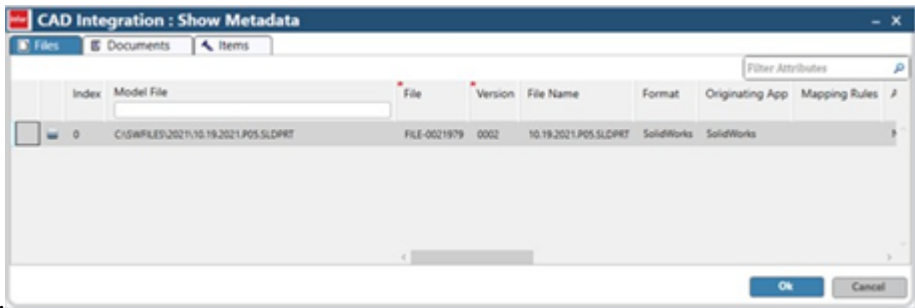 infor CAD Integration : Show Metadata
Files Documents Items
Filter Attributes
Index Model File File Version File Name Format Originating App Mapping Rules
0 C:\SWFILES\2021\10.19.2021.P05.SLDPRT FILE-0021979 0002 10.19.2021.P05.SLDPRT SolidWorks SolidWorks
Ok Cancel